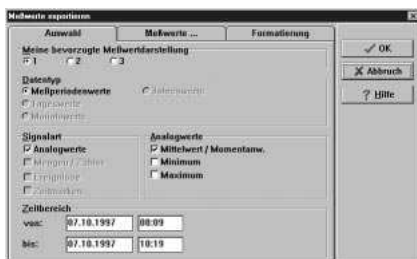 Meßwerte exportieren
Auswahl Meßwerte ... Formatierung
Meine bevorzugte Meßwertdarstellung
1 2 3
Datentyp
Meßperiodenwerte Jahreswerte
Tageswerte
Monatswerte
Signalart Analogwerte
Analogwerte Mittelwert / Momentanw.
Mengen / Zähler Minimum
Ereignisse Maximum
Zeitmarken
Zeitbereich
von: 07.10.1997 08:09
bis: 07.10.1997 10:19
OK
Abbruch
Hilfe